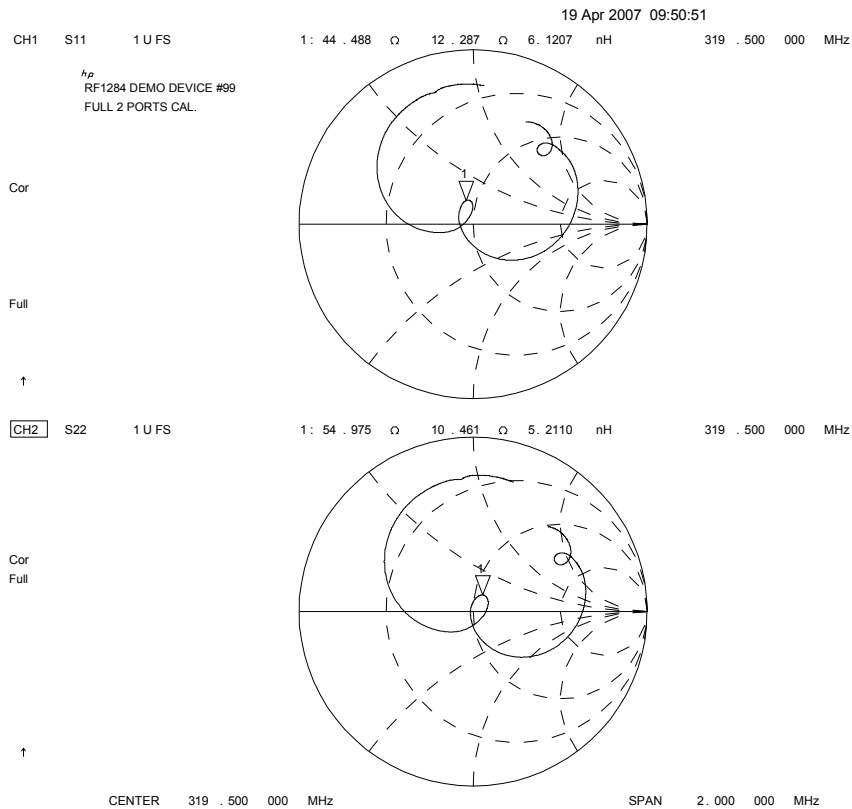 19 Apr 2007 09:50:51
CH1 S11 1 U FS 1: 44 . 488 Ω 12 . 287 Ω 6. 1207 nH 319 . 500 000 MHz
hp
RF1284 DEMO DEVICE #99
FULL 2 PORTS CAL.
1
Cor
Full
↑
CH2 S22 1 U FS 1: 54 . 975 Ω 10 . 461 Ω 5. 2110 nH 319 . 500 000 MHz
1
Cor
Full
↑
CENTER 319 . 500 000 MHz SPAN 2. 000 000 MHz